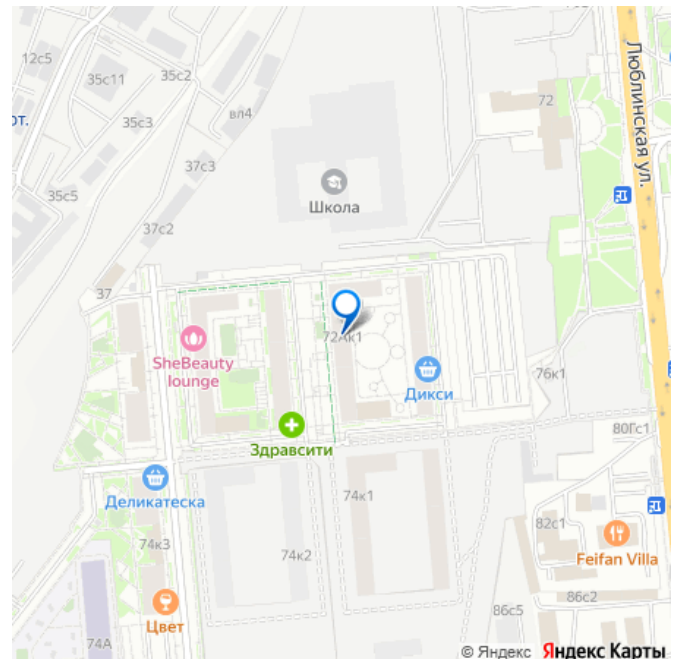 12с5
35с11
35с2
Люблинская ул.
от.
35с3
вл4
72
37с3
35с5
Школа
37с2
37
72Ак1
SheBeauty
lounge
Дикси
76к1
80Гс1
Здравсити
Деликатеска
74к1
82с1
74к3
74к2
Feifan Villa
86с2
86с5
Цвет
74А
© Яндекс Яндекс Карты